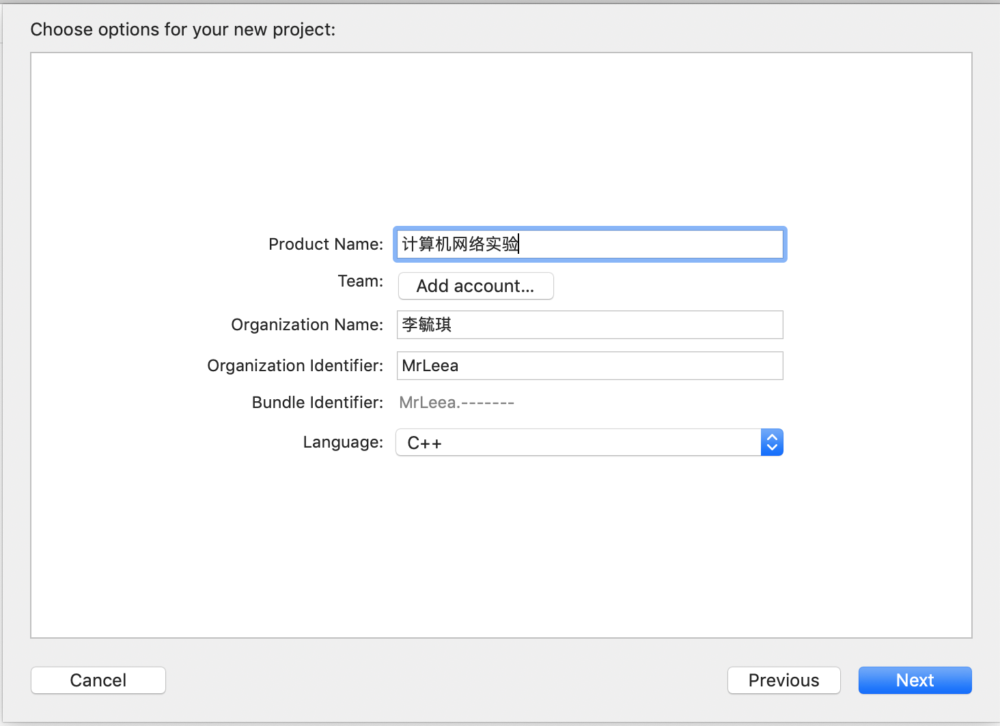 Choose options for your new project:
Product Name: 计算机网络实验
Team: Add account...
Organization Name: 李毓琪
Organization Identifier: MrLeea
Bundle Identifier: MrLeea.-------
Language: C++
Cancel Previous Next